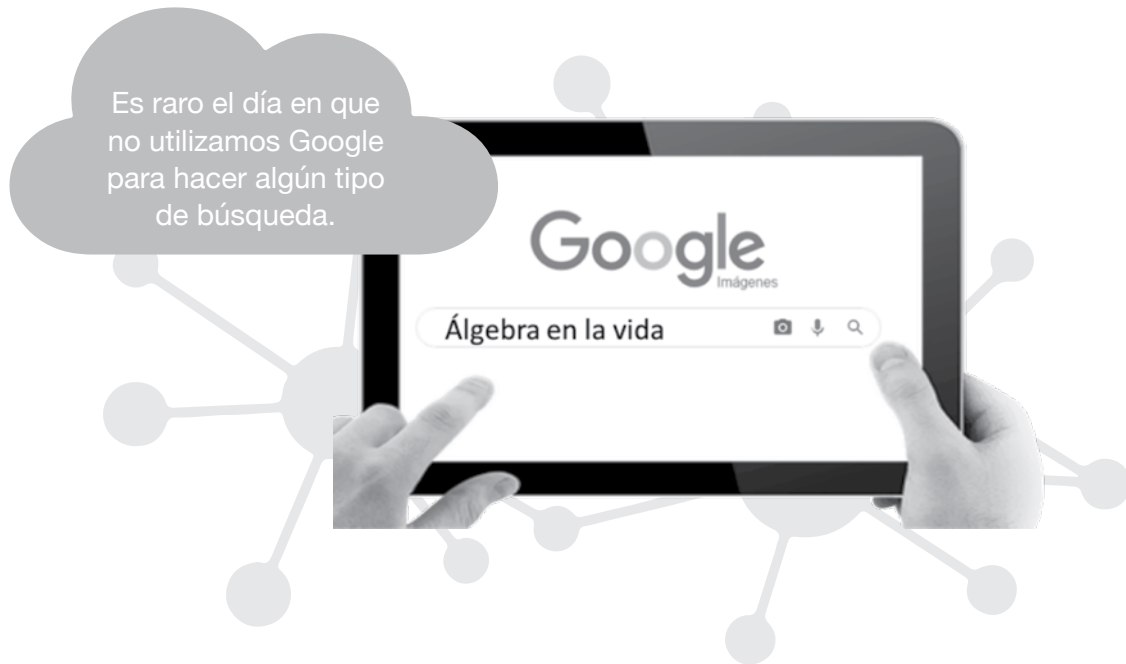 Es raro el día en que
no utilizamos Google
para hacer algún tipo
de búsqueda.
Google
Imágenes
Álgebra en la vida